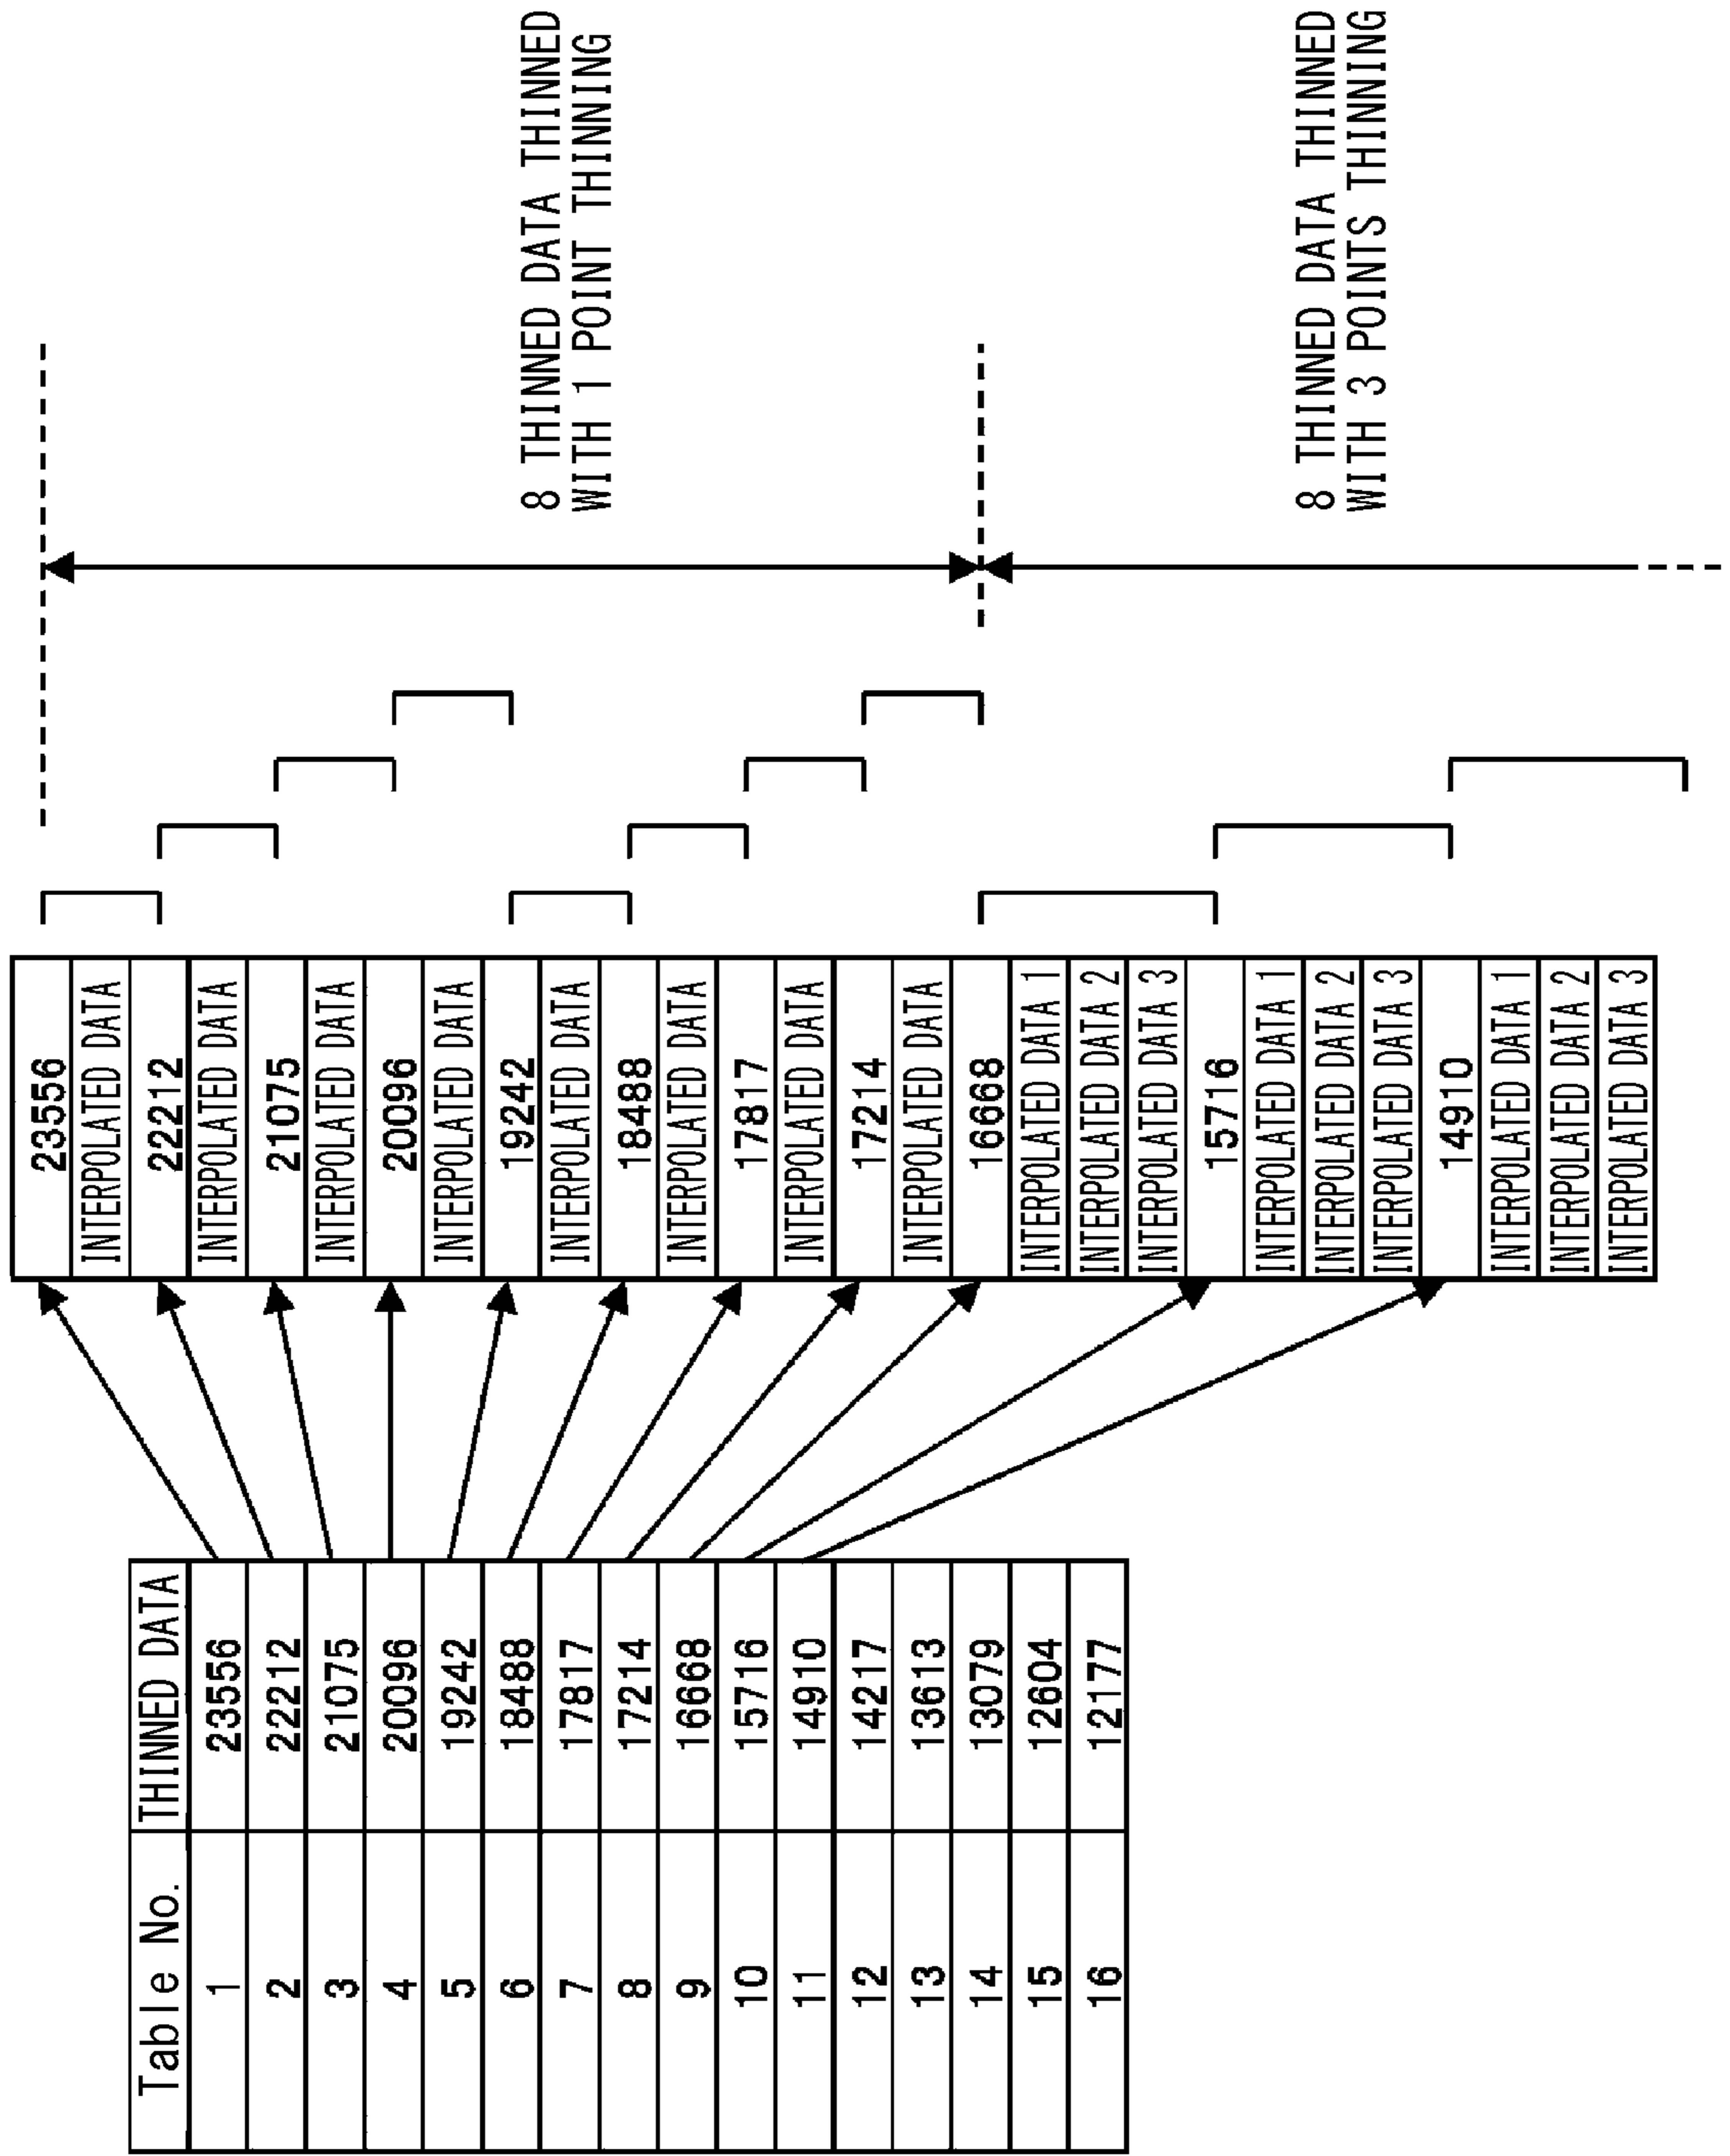 Table No. THINNED DATA
1 23556
2 22212
3 21075
4 20096
5 19242
6 18488
7 17817
8 17214
9 16668
10 15716
11 14910
12 14217
13 13613
14 13079
15 12604
16 12177
23556
INTERPOLATED DATA
22212
INTERPOLATED DATA
21075
INTERPOLATED DATA
20096
INTERPOLATED DATA
19242
INTERPOLATED DATA
18488
INTERPOLATED DATA
17817
INTERPOLATED DATA
17214
INTERPOLATED DATA
16668
INTERPOLATED DATA 1
INTERPOLATED DATA 2
INTERPOLATED DATA 3
15716
INTERPOLATED DATA 1
INTERPOLATED DATA 2
INTERPOLATED DATA 3
14910
INTERPOLATED DATA 1
INTERPOLATED DATA 2
INTERPOLATED DATA 3
8 THINNED DATA THINNED
WITH 1 POINT THINNING
8 THINNED DATA THINNED
WITH 3 POINTS THINNING